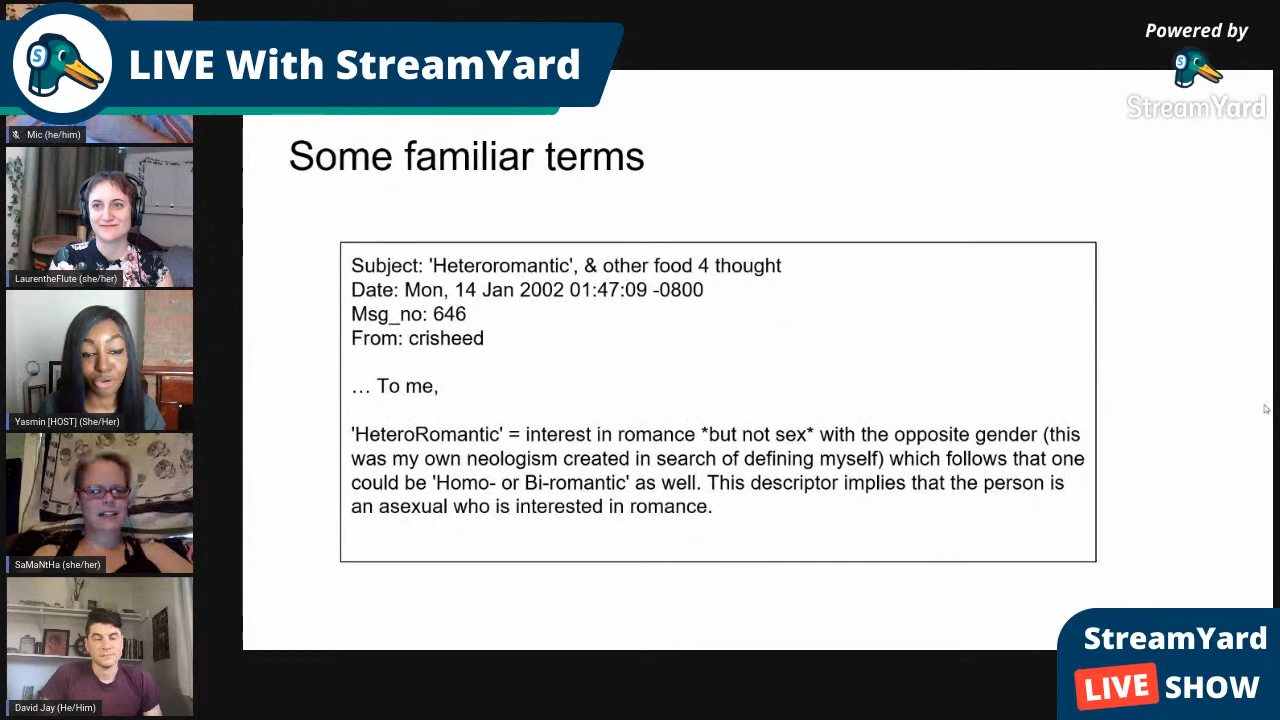 LIVE With StreamYard
Powered by
StreamYard
Mic (he/him)
LaurentheFlute (she/her)
Yasmin [HOST] (She/Her)
SaMaNtHa (she/her)
David Jay (He/Him)
Some familiar terms
Subject: 'Heteroromantic', & other food 4 thought
Date: Mon, 14 Jan 2002 01:47:09 -0800
Msg_no: 646
From: crisheed
… To me,
'HeteroRomantic' = interest in romance *but not sex* with the opposite gender (this
was my own neologism created in search of defining myself) which follows that one
could be 'Homo- or Bi-romantic' as well. This descriptor implies that the person is
an asexual who is interested in romance.
StreamYard
LIVE SHOW